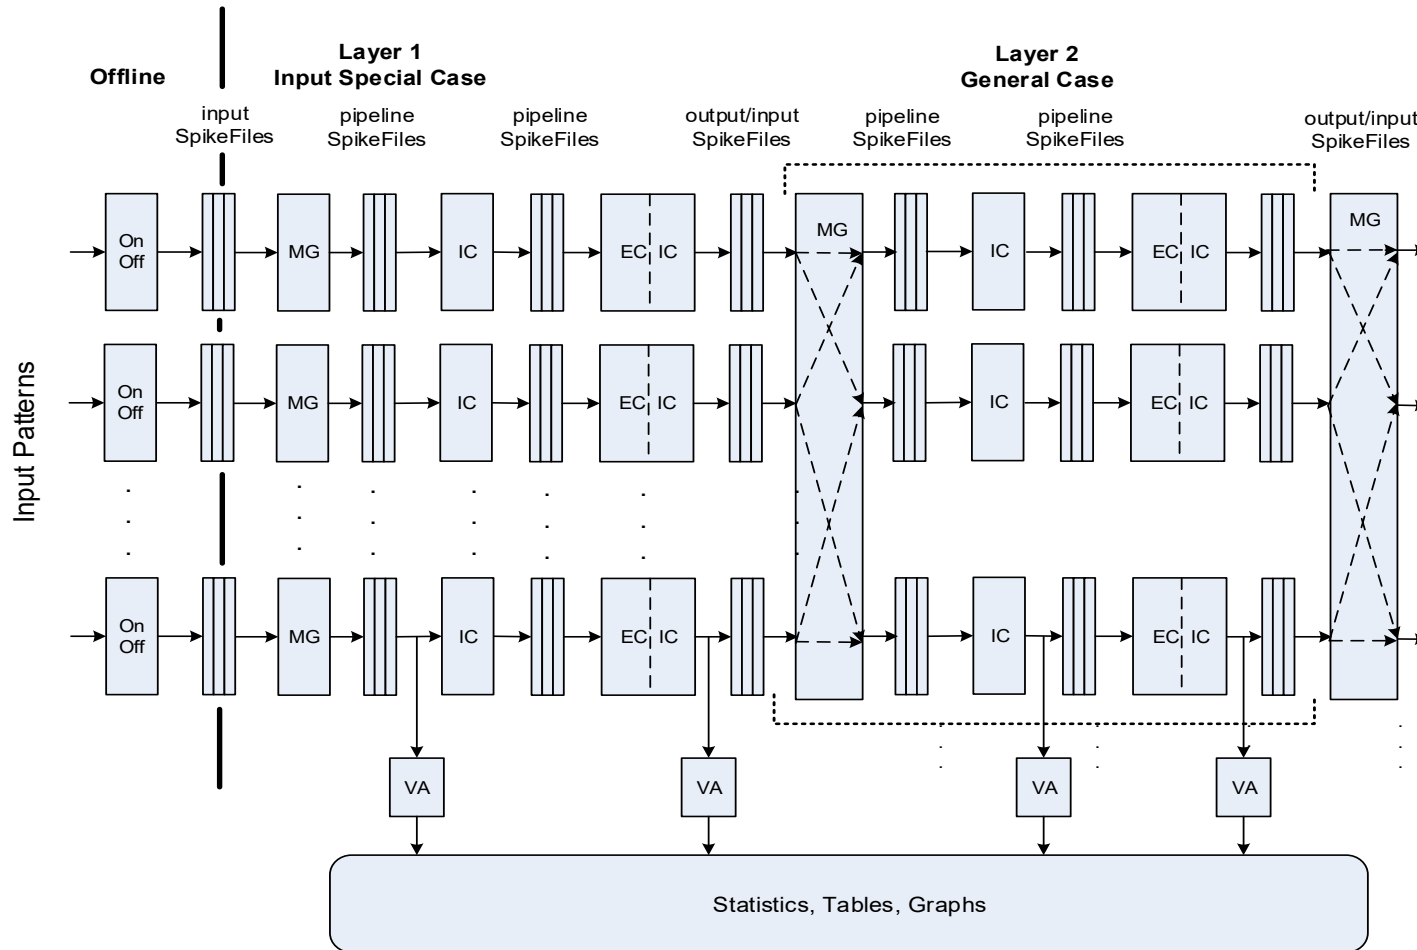 Offline
Layer 1
Input Special Case
Layer 2
General Case
input
SpikeFiles
pipeline
SpikeFiles
pipeline
SpikeFiles
output/input
SpikeFiles
pipeline
SpikeFiles
pipeline
SpikeFiles
output/input
SpikeFiles
Input Patterns
On
Off
MG
IC
EC IC
MG
IC
EC IC
MG
On
Off
MG
IC
EC IC
IC
EC IC
On
Off
MG
IC
EC IC
IC
EC IC
VA
VA
VA
VA
Statistics, Tables, Graphs